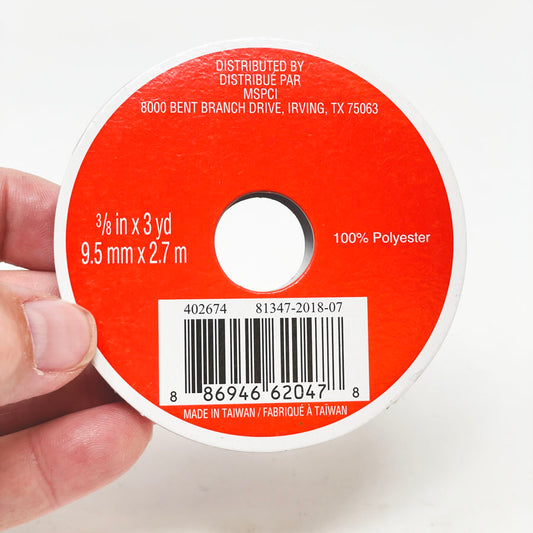 DISTRIBUTED BY
DISTRIBUÉ PAR
MSPCI
8000 BENT BRANCH DRIVE, IRVING, TX 75063
3/8 in x 3 yd
9.5 mm x 2.7 m
100% Polyester
402674 81347-2018-07
8 86946 62047 8
MADE IN TAIWAN / FABRIQUÉ À TAÏWAN